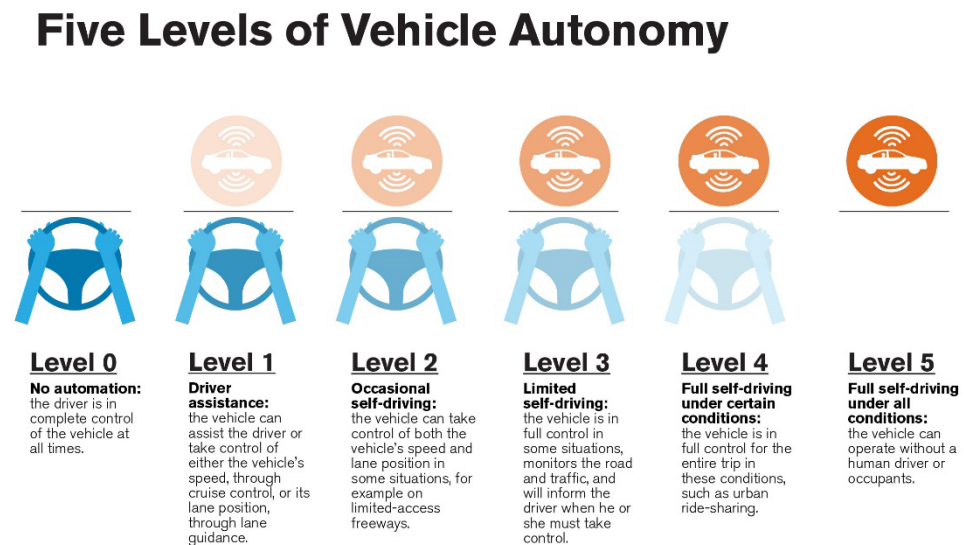 Five Levels of Vehicle Autonomy
Level 0
No automation:
the driver is in
complete control
of the vehicle at
all times.
Level 1
Driver
assistance:
the vehicle can
assist the driver or
take control of
either the vehicle's
speed, through
cruise control, or its
lane position,
through lane
guidance.
Level 2
Occasional
self-driving:
the vehicle can take
control of both the
vehicle's speed and
lane position in
some situations, for
example on
limited-access
freeways.
Level 3
Limited
self-driving:
the vehicle is in
full control in
some situations,
monitors the road
and traffic, and
will inform the
driver when he or
she must take
control.
Level 4
Full self-driving
under certain
conditions:
the vehicle is in
full control for the
entire trip in
these conditions,
such as urban
ride-sharing.
Level 5
Full self-driving
under all
conditions:
the vehicle can
operate without a
human driver or
occupants.